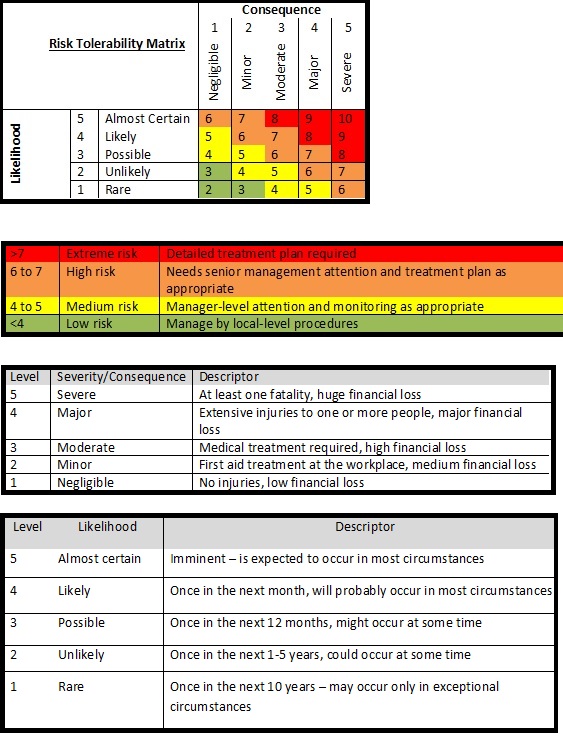 Consequence
Risk Tolerability Matrix
1 2 3 4 5
Negligible Minor Moderate Major Severe
Likelihood
5 Almost Certain 6 7 8 9 10
4 Likely 5 6 7 8 9
3 Possible 4 5 6 7 8
2 Unlikely 3 4 5 6 7
1 Rare 2 3 4 5 6
>7 Extreme risk Detailed treatment plan required
6 to 7 High risk Needs senior management attention and treatment plan as
appropriate
4 to 5 Medium risk Manager-level attention and monitoring as appropriate
<4 Low risk Manage by local-level procedures
Level Severity/Consequence Descriptor
5 Severe At least one fatality, huge financial loss
4 Major Extensive injuries to one or more people, major financial
loss
3 Moderate Medical treatment required, high financial loss
2 Minor First aid treatment at the workplace, medium financial loss
1 Negligible No injuries, low financial loss
Level Likelihood Descriptor
5 Almost certain Imminent – is expected to occur in most circumstances
4 Likely Once in the next month, will probably occur in most circumstances
3 Possible Once in the next 12 months, might occur at some time
2 Unlikely Once in the next 1-5 years, could occur at some time
1 Rare Once in the next 10 years – may occur only in exceptional
circumstances